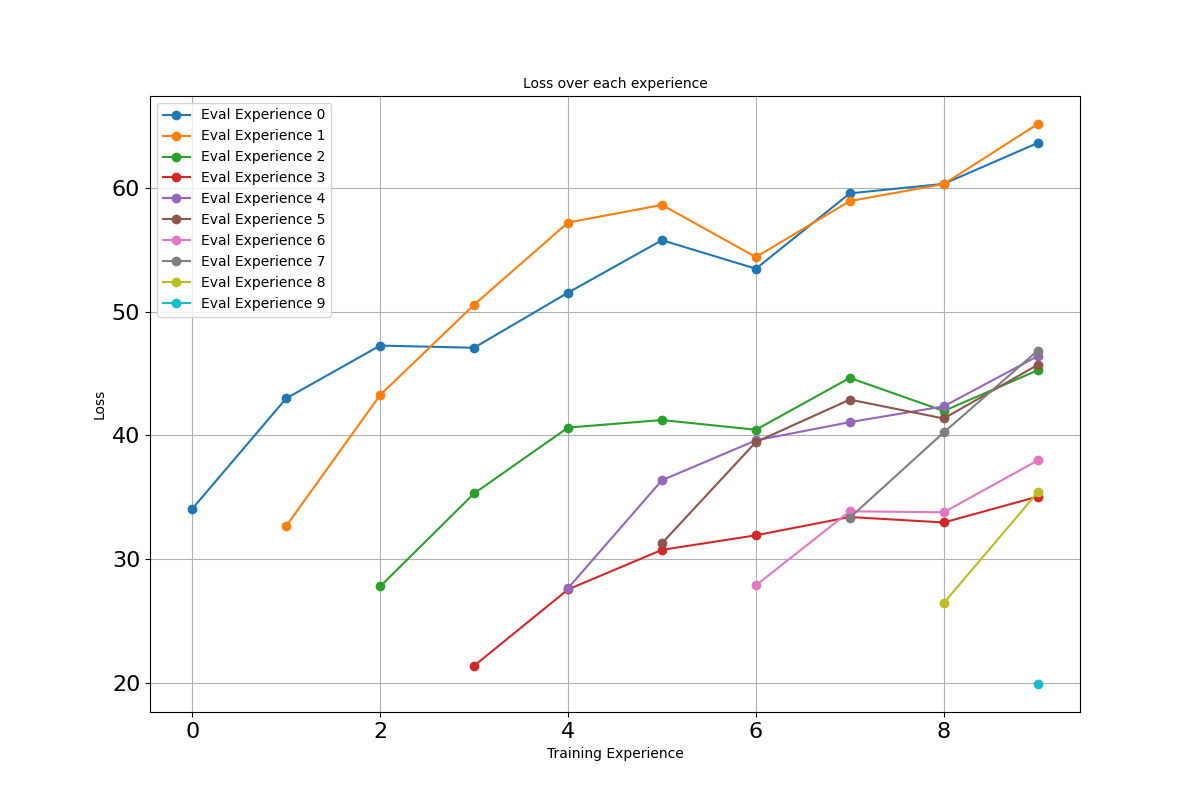 Loss over each experience
Eval Experience 0
Eval Experience 1
Eval Experience 2
Eval Experience 3
Eval Experience 4
Eval Experience 5
Eval Experience 6
Eval Experience 7
Eval Experience 8
Eval Experience 9
60
50
40
30
20
Loss
0 2 4 6 8
Training Experience